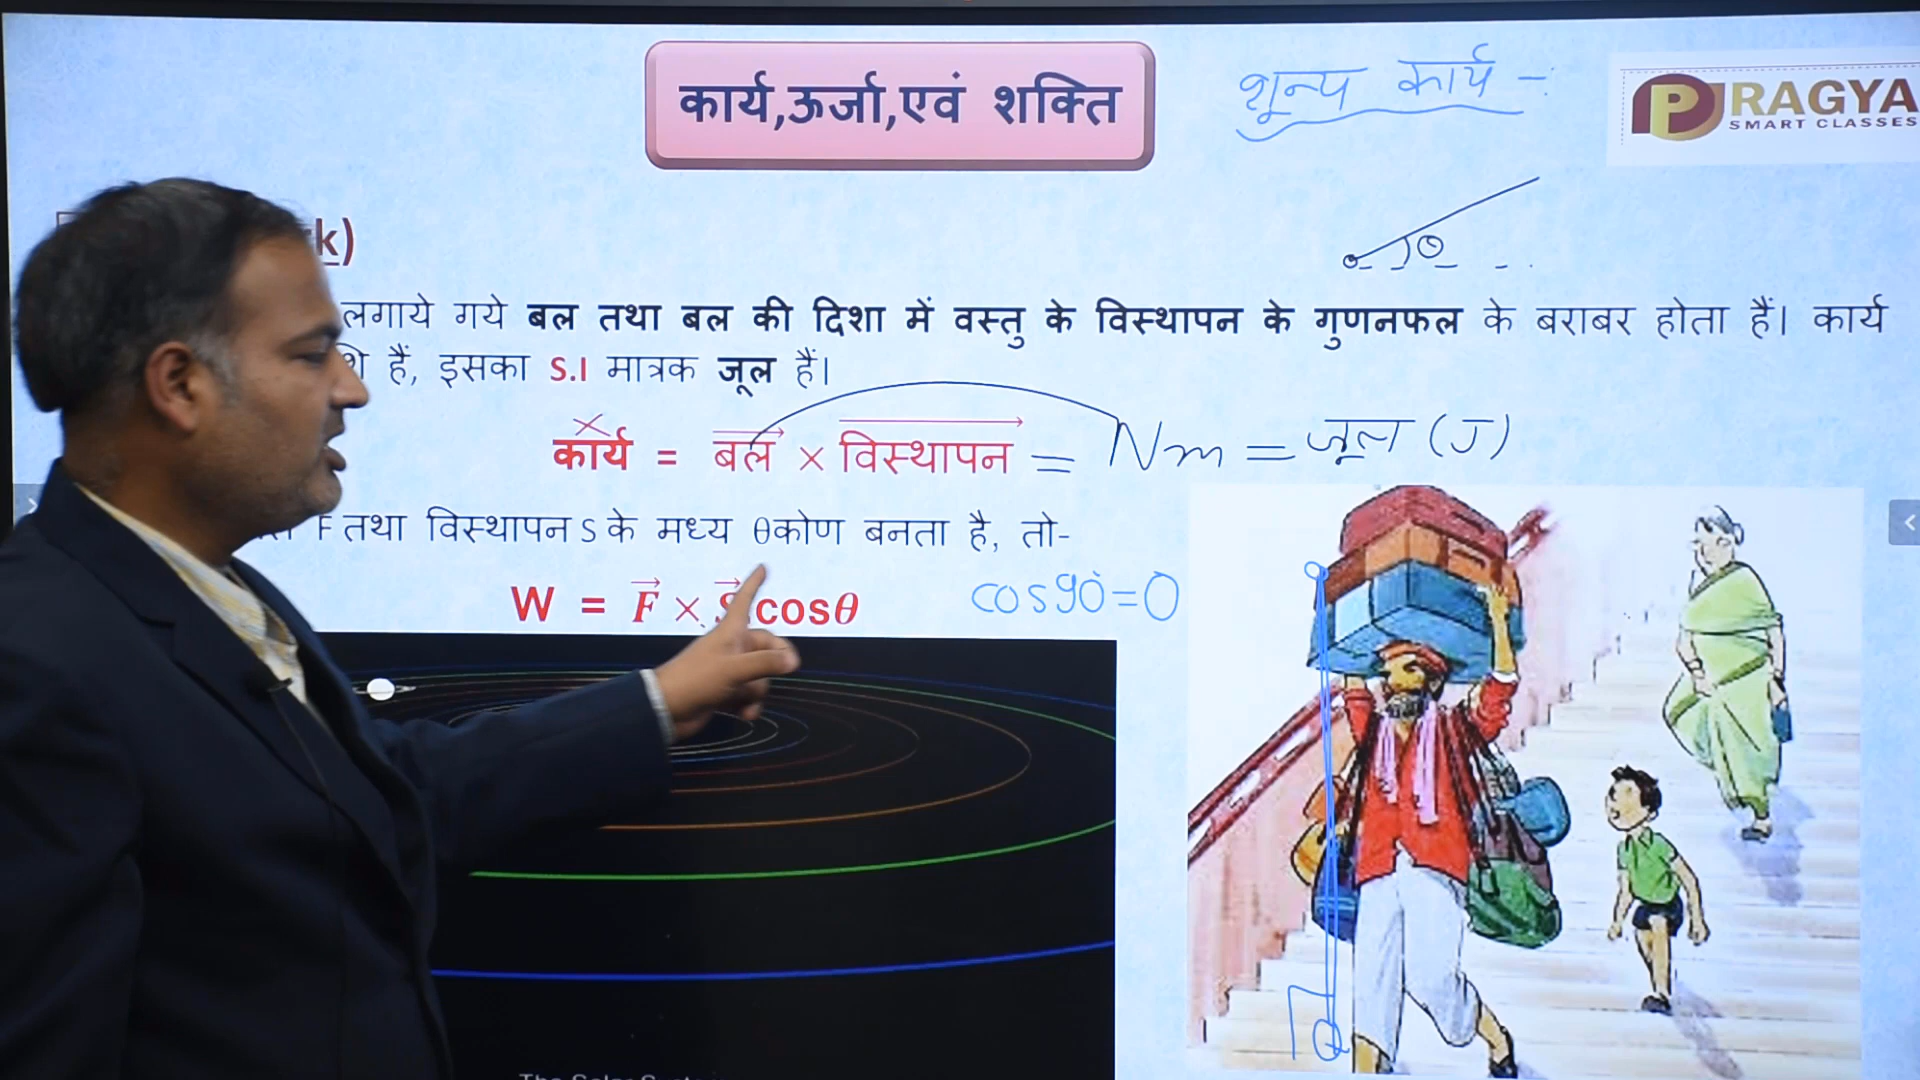 कार्य,ऊर्जा,एवं शक्ति
शून्य कार्य -:
PRAGYA
SMART CLASSES
k)
θ
लगाये गये बल तथा बल की दिशा में वस्तु के विस्थापन के गुणनफल के बराबर होता हैं। कार्य
हैं, इसका S.I मात्रक जूल हैं।
कार्य = बल × विस्थापन = Nm = जूल (J)
F तथा विस्थापन S के मध्य θकोण बनता है, तो-
W = F × S cosθ cos90°=0